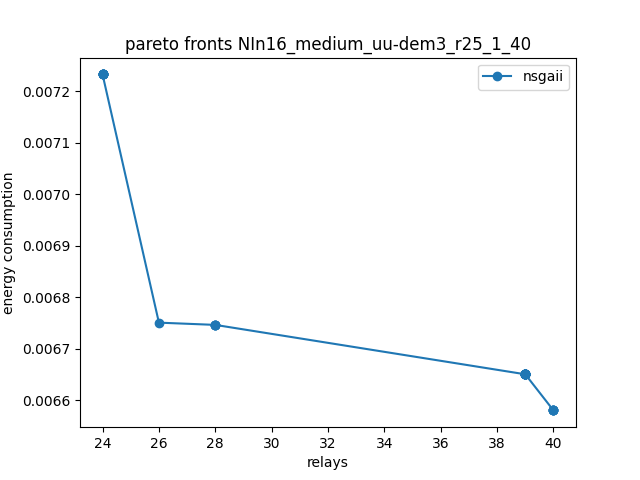 pareto fronts NIn16_medium_uu-dem3_r25_1_40
nsgaii
0.0072
0.0071
0.0070
0.0069
0.0068
0.0067
0.0066
energy consumption
24 26 28 30 32 34 36 38 40
relays